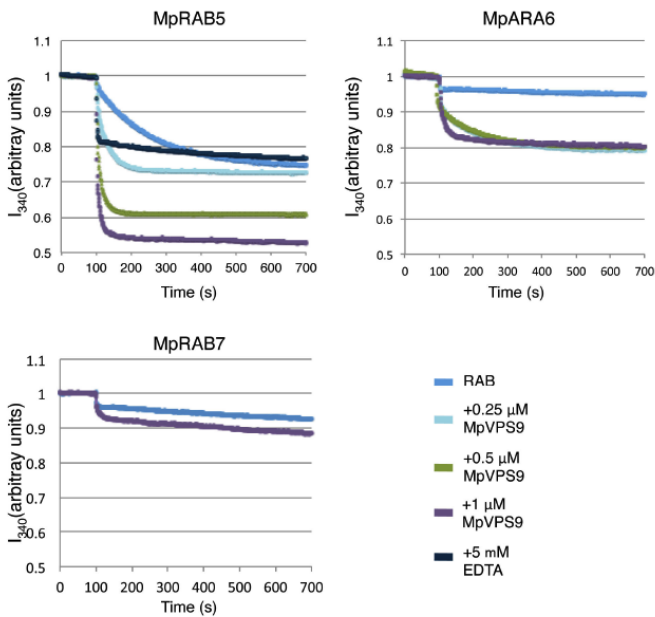 MpRAB5
1.1
1
0.9
0.8
0.7
0.6
0.5
I340(arbitray units)
0 100 200 300 400 500 600 700
Time (s)
MpARA6
1.1
1
0.9
0.8
0.7
0.6
0.5
I340(arbitray units)
0 100 200 300 400 500 600 700
Time (s)
MpRAB7
1.1
1
0.9
0.8
0.7
0.6
0.5
I340(arbitray units)
0 100 200 300 400 500 600 700
Time (s)
RAB
+0.25 µM
MpVPS9
+0.5 µM
MpVPS9
+1 µM
MpVPS9
+5 mM
EDTA